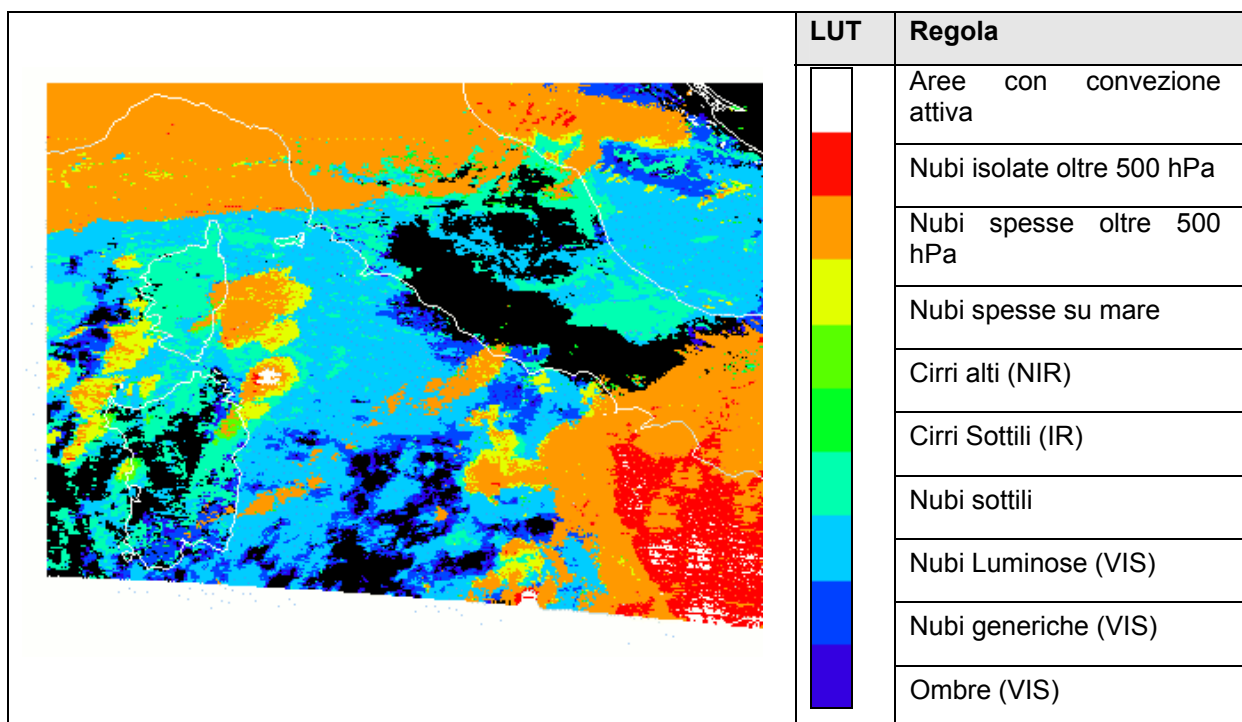 LUT Regola
Aree con convezione
attiva
Nubi isolate oltre 500 hPa
Nubi spesse oltre 500
hPa
Nubi spesse su mare
Cirri alti (NIR)
Cirri Sottili (IR)
Nubi sottili
Nubi Luminose (VIS)
Nubi generiche (VIS)
Ombre (VIS)